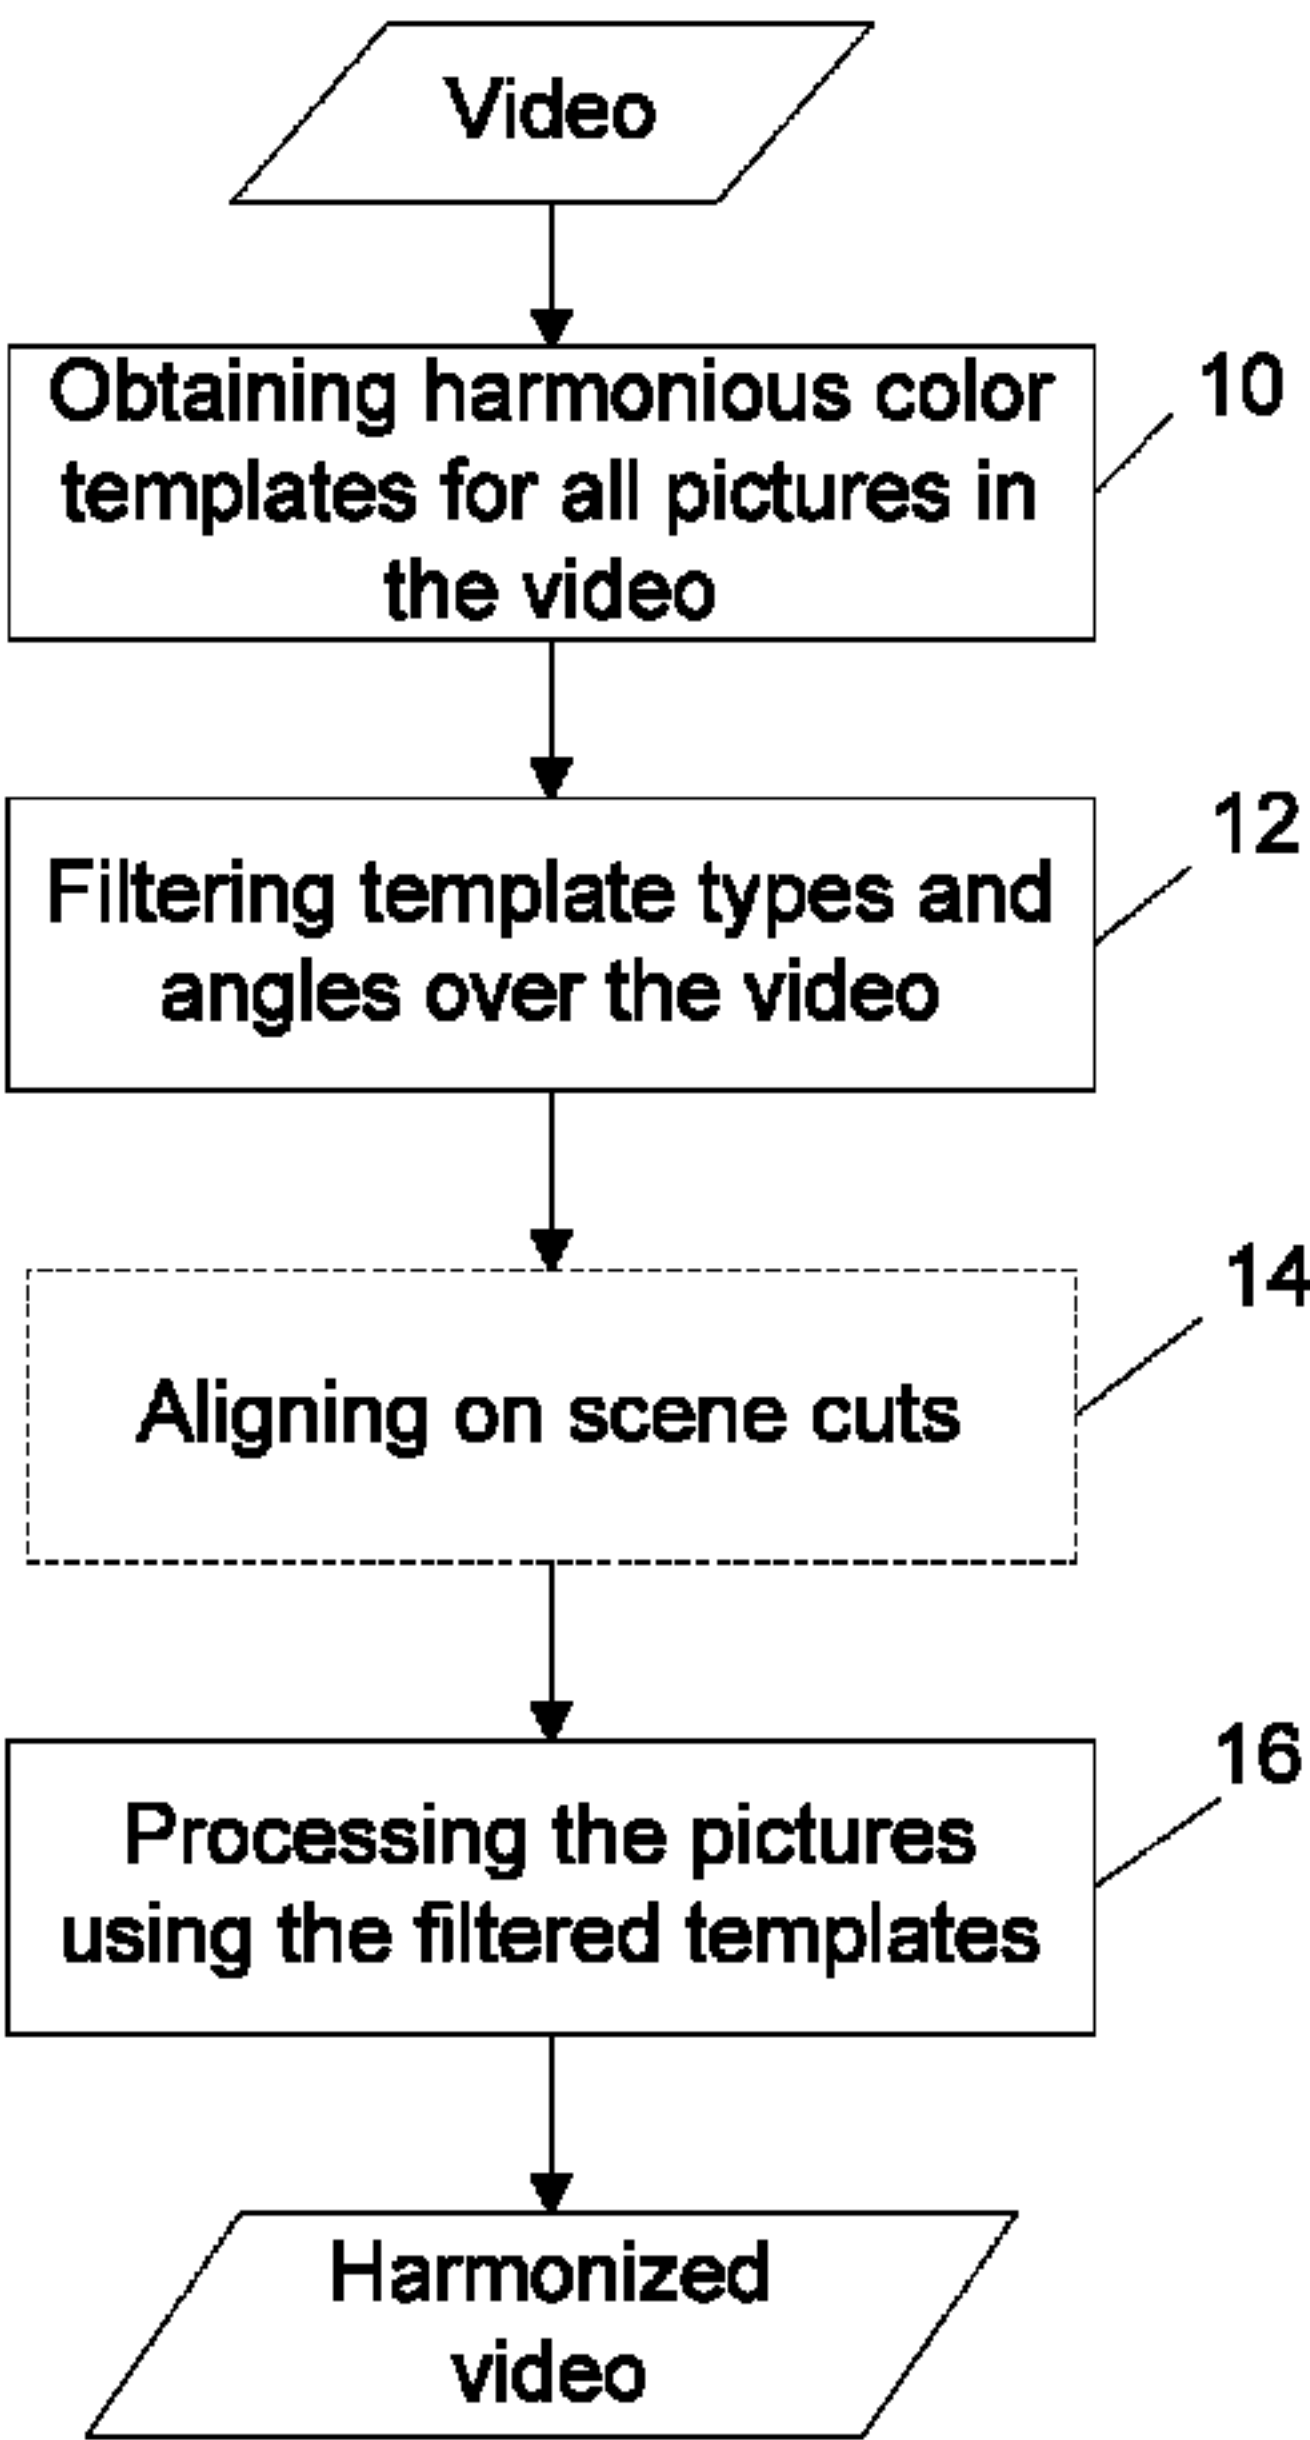 Video
Obtaining harmonious color
templates for all pictures in
the video
10
Filtering template types and
angles over the video
12
Aligning on scene cuts
14
Processing the pictures
using the filtered templates
16
Harmonized
video